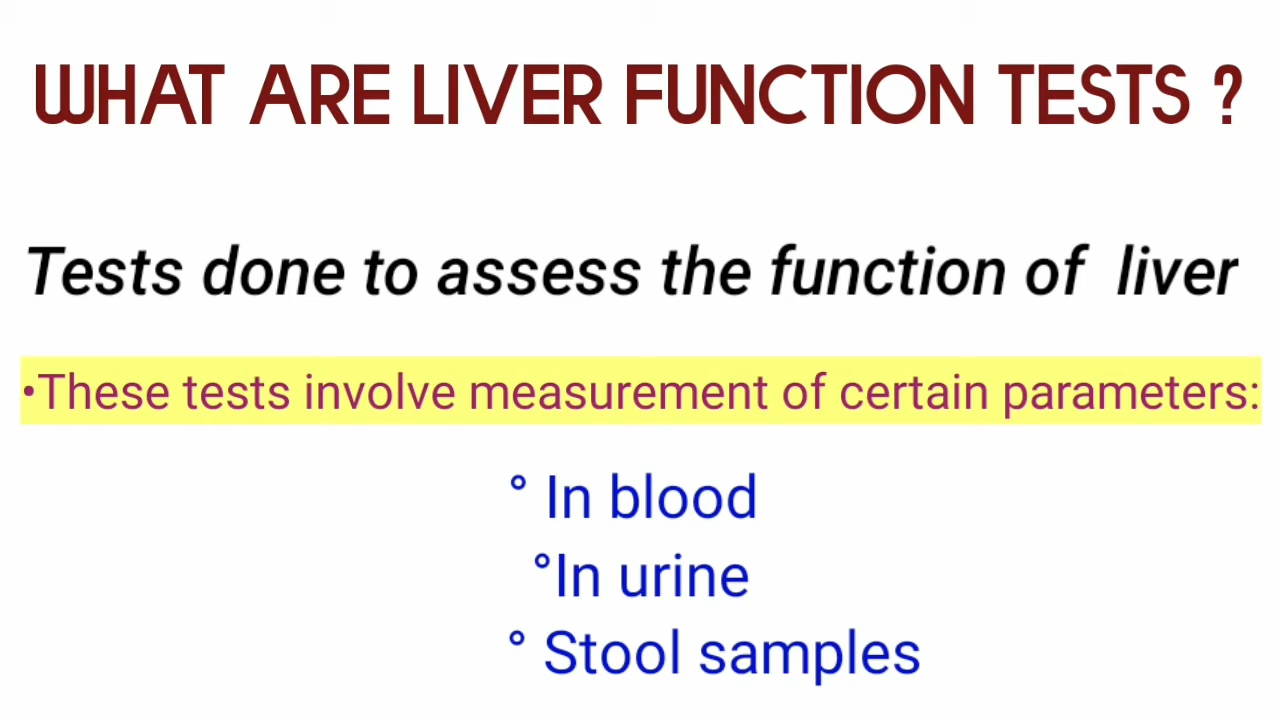 WHAT ARE LIVER FUNCTION TESTS ?
Tests done to assess the function of liver
•These tests involve measurement of certain parameters:
° In blood
°In urine
° Stool samples